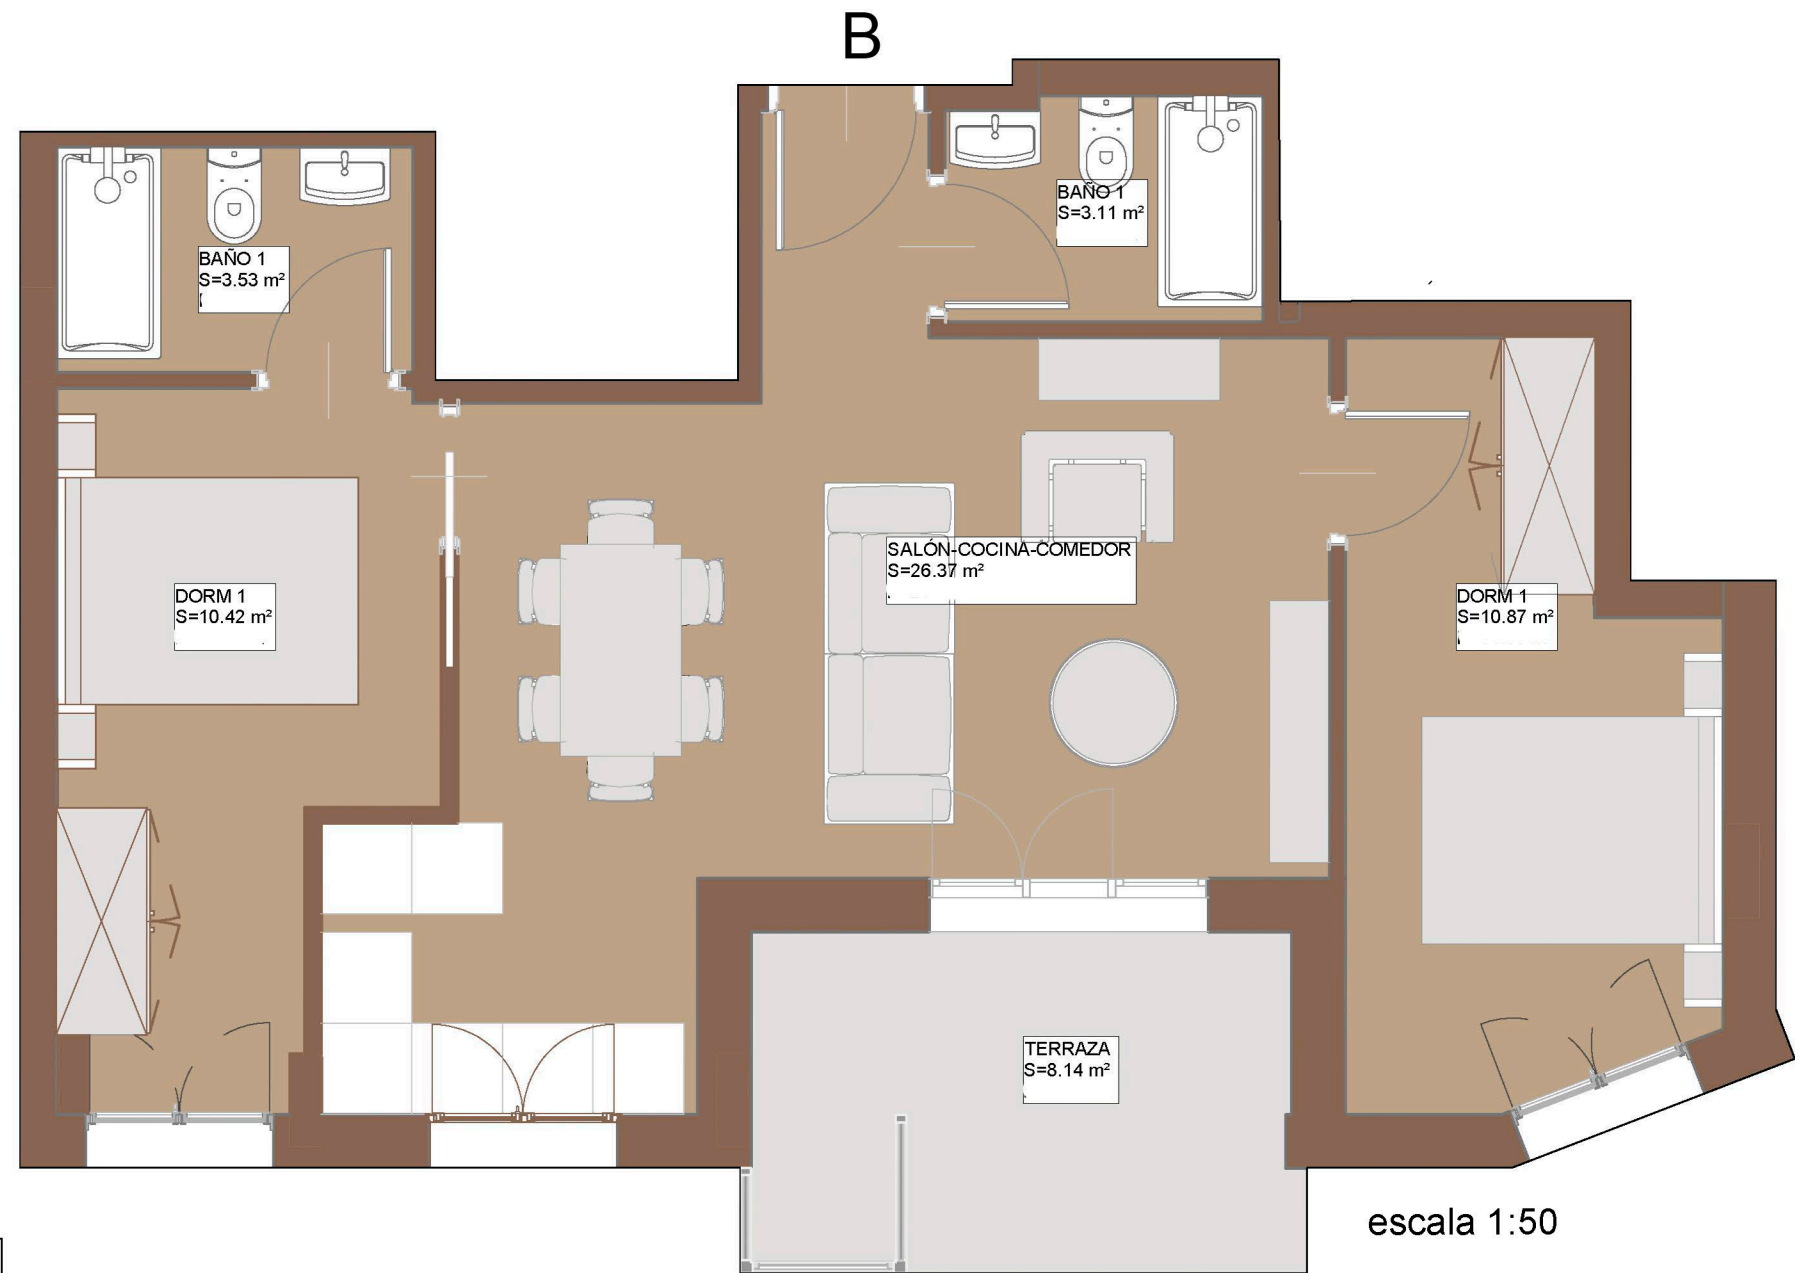 B
BAÑO 1
S=3.11 m²
BAÑO 1
S=3.53 m²
SALÓN-COCINA-COMEDOR
S=26.37 m²
DORM 1
S=10.42 m²
DORM 1
S=10.87 m²
TERRAZA
S=8.14 m²
escala 1:50